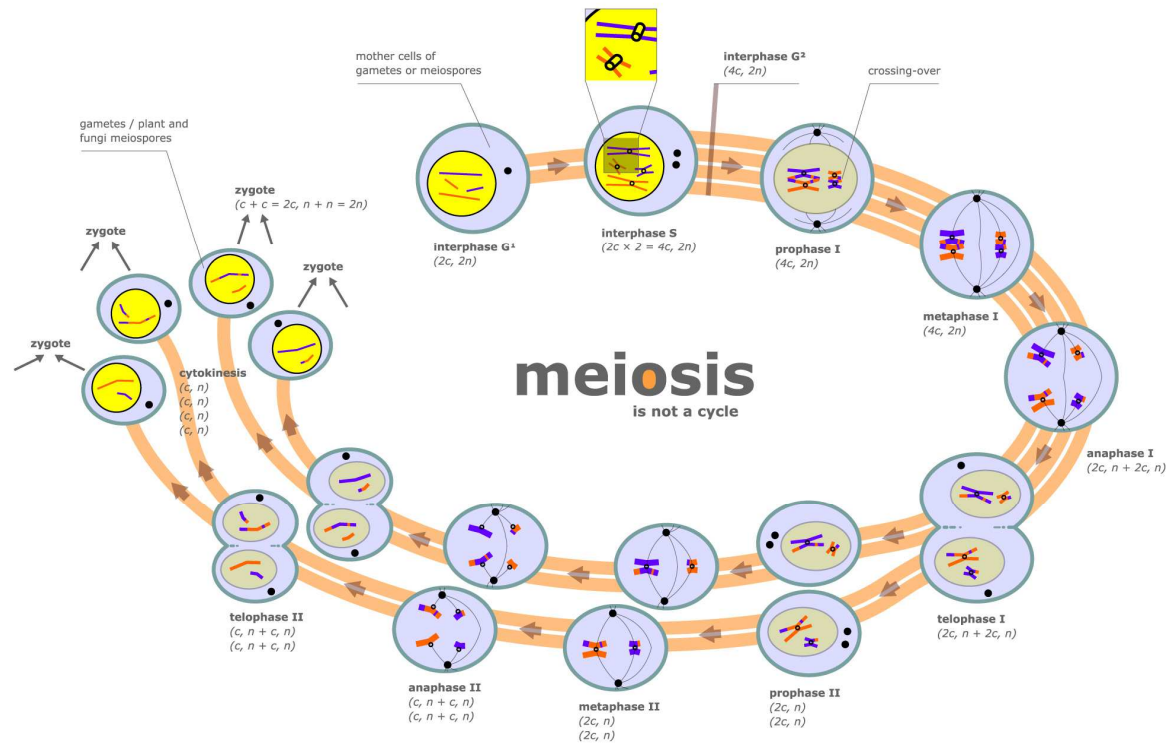 mother cells of
gametes or meiospores
interphase G²
(4c, 2n)
crossing-over
gametes / plant and
fungi meiospores
zygote
(c + c = 2c, n + n = 2n)
zygote
zygote
zygote
interphase G¹
(2c, 2n)
interphase S
(2c × 2 = 4c, 2n)
prophase I
(4c, 2n)
metaphase I
(4c, 2n)
cytokinesis
(c, n)
(c, n)
(c, n)
(c, n)
meiosis
is not a cycle
anaphase I
(2c, n + 2c, n)
telophase II
(c, n + c, n)
(c, n + c, n)
telophase I
(2c, n + 2c, n)
anaphase II
(c, n + c, n)
(c, n + c, n)
metaphase II
(2c, n)
(2c, n)
prophase II
(2c, n)
(2c, n)